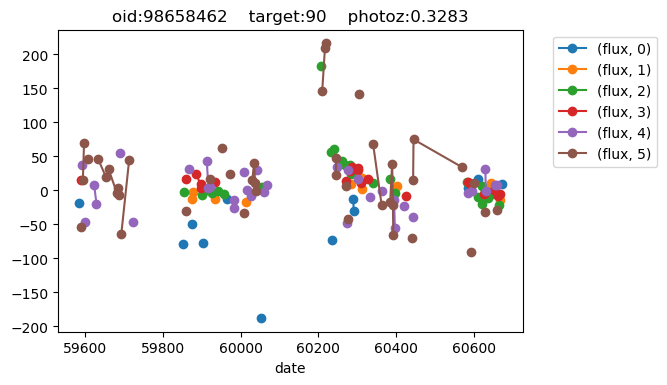 oid:98658462    target:90    photoz:0.3283
200
150
100
50
0
−50
−100
−150
−200
59600
59800
60000
60200
60400
60600
date
(flux, 0)
(flux, 1)
(flux, 2)
(flux, 3)
(flux, 4)
(flux, 5)